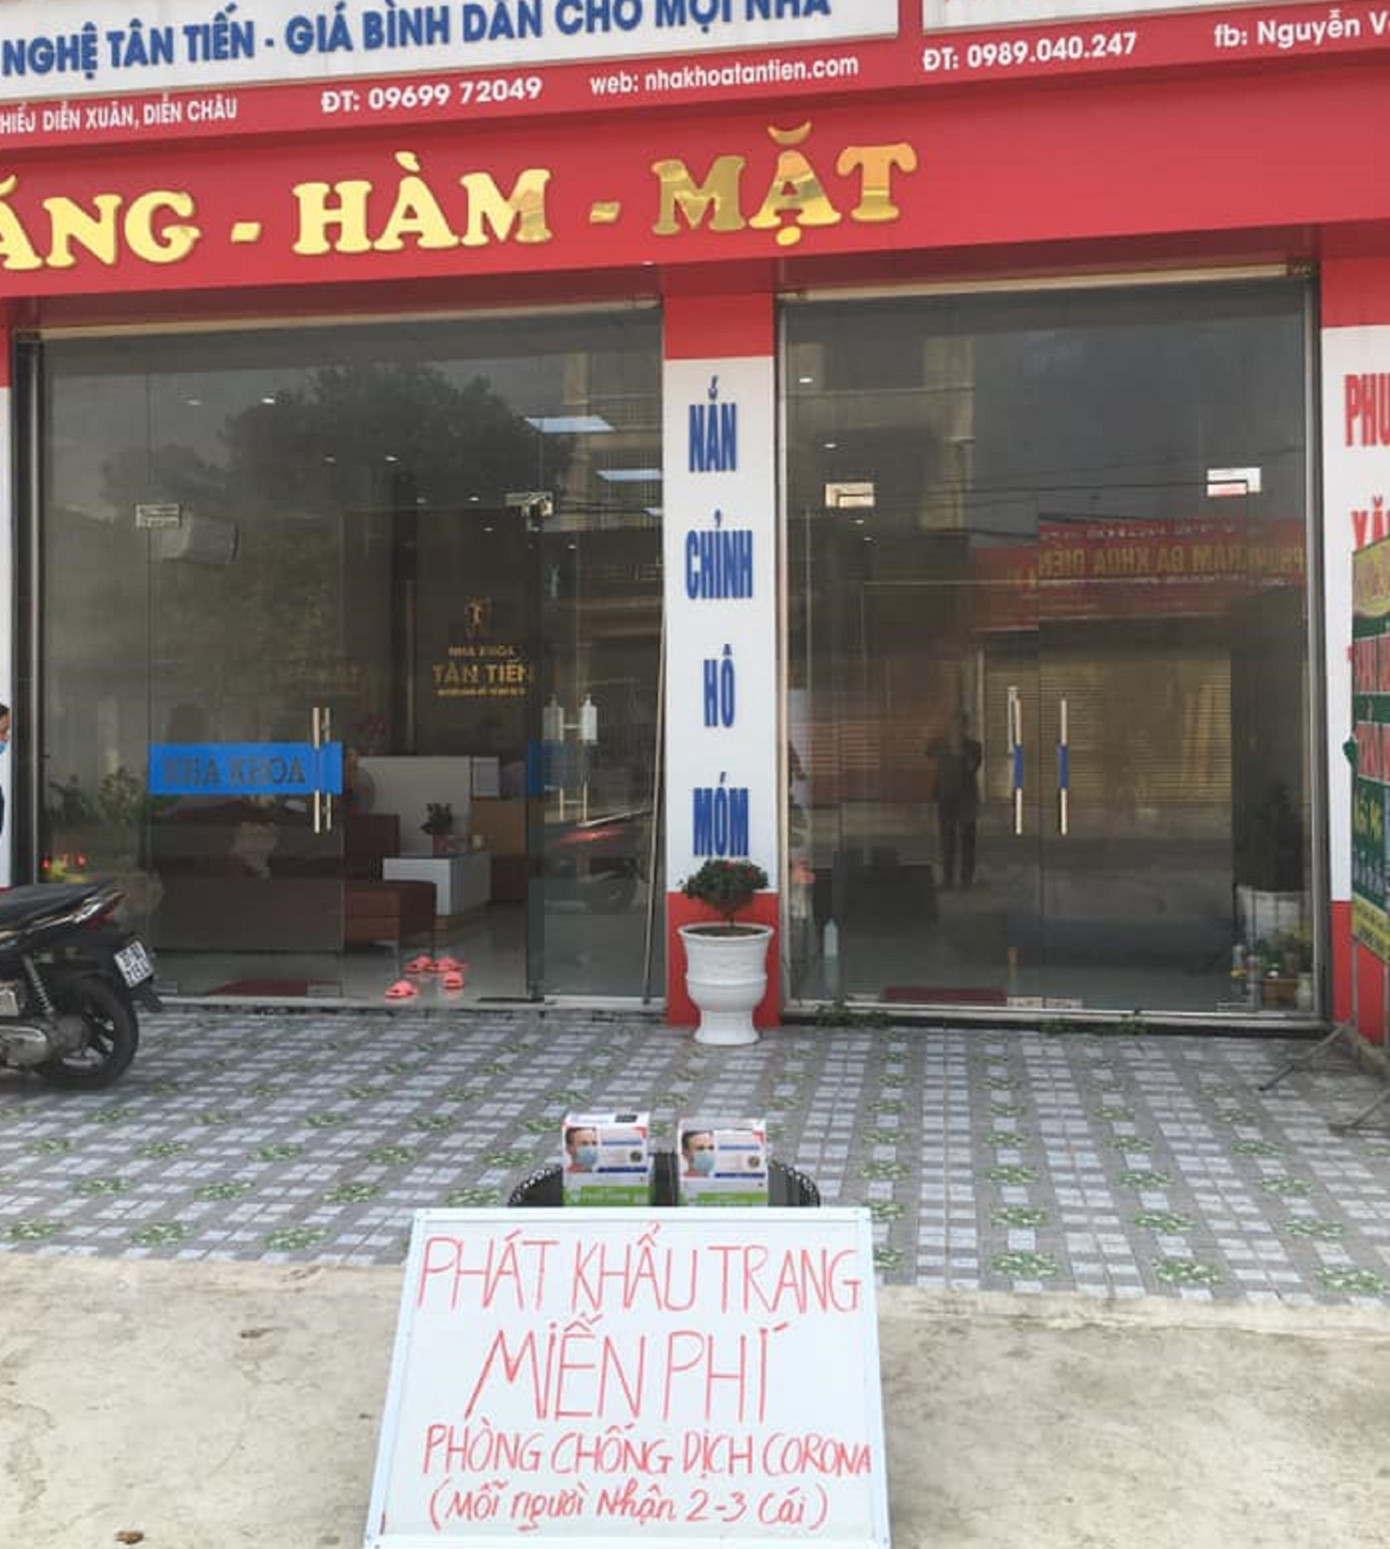 NGHỆ TÂN TIẾN - GIÁ BÌNH DÂN CHO MỌI NHÀ
HIẾU DIỄN XUÂN, DIỄN CHÂU
ĐT: 09699 72049
web: nhakhoatantien.com
ĐT: 0989.040.247
fb: Nguyễn V
ĂNG - HÀM - MẶT
NẮN
CHỈNH
HÔ
MÓM
PHỤ
NHA KHOA
TÂN TIẾN
NHA KHOA
PHÁT KHẨU TRANG
MIỄN PHÍ
PHÒNG CHỐNG DỊCH CORONA
(Mỗi người Nhận 2-3 Cái)